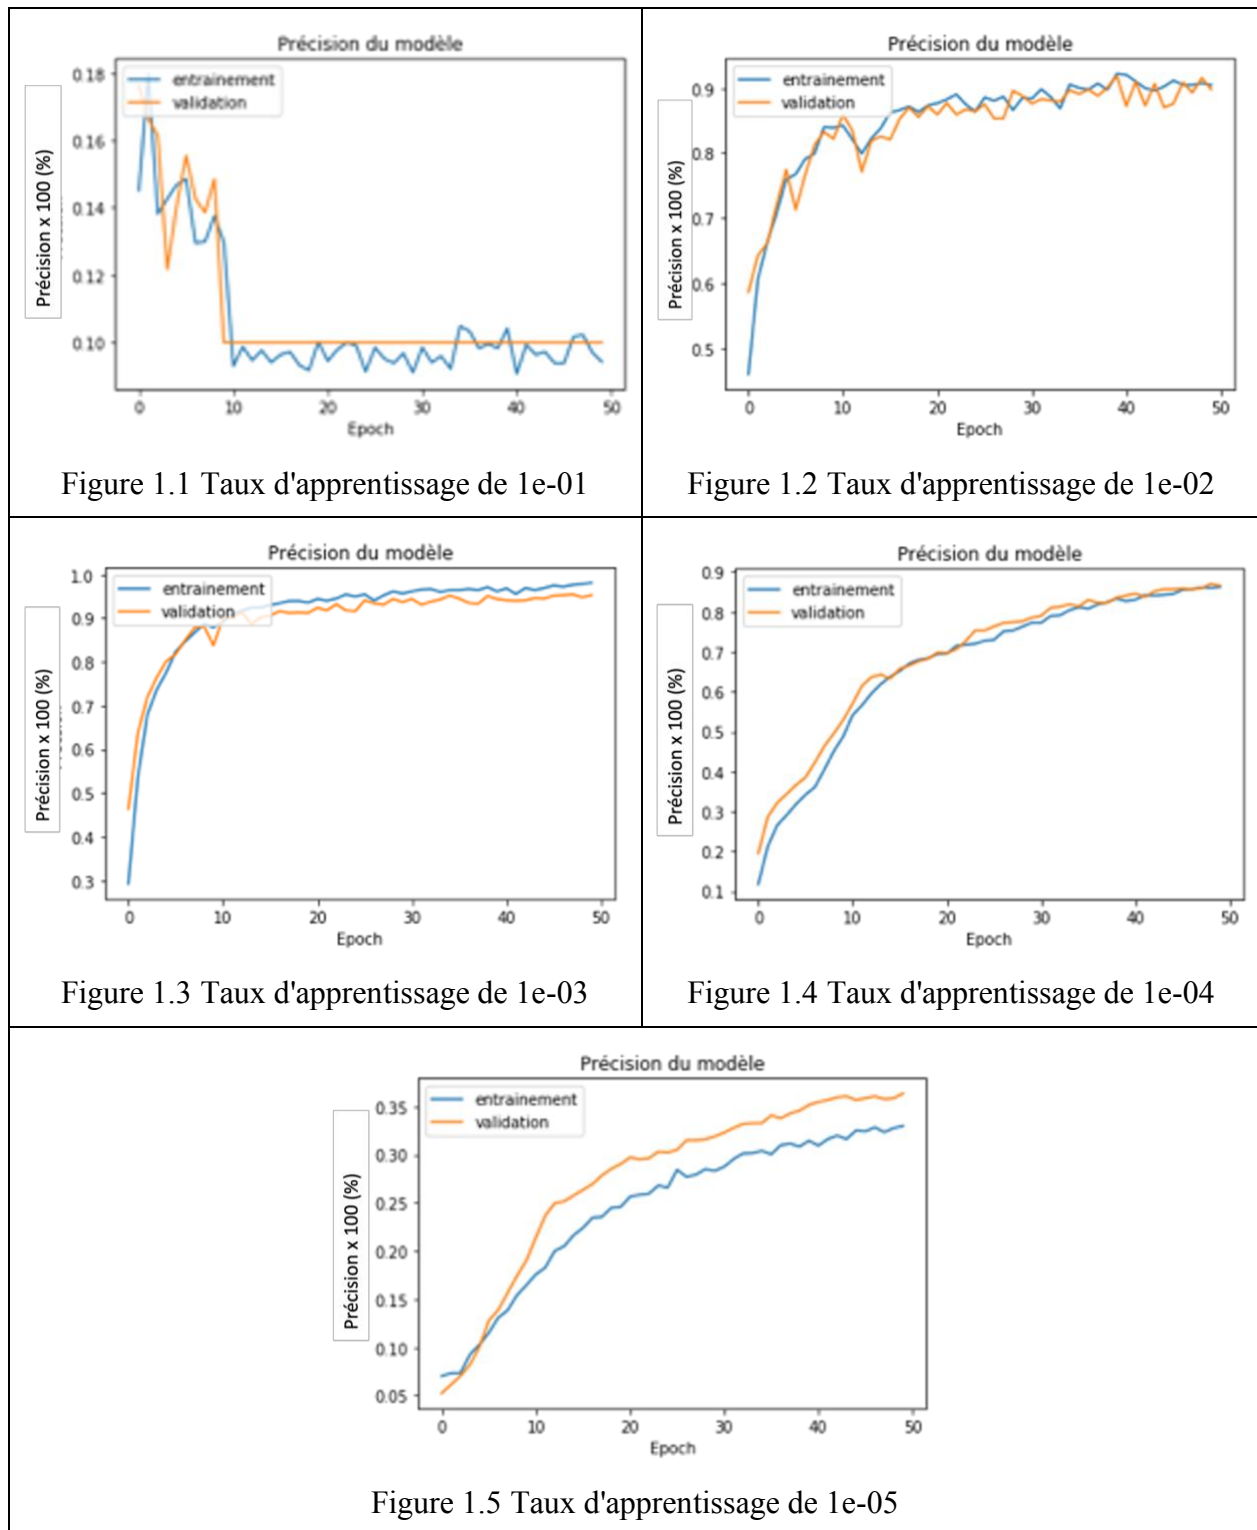 Précision du modèle
entrainement
validation
Précision x 100 (%)
0.18
0.16
0.14
0.12
0.10
0 10 20 30 40 50
Epoch
Figure 1.1 Taux d'apprentissage de 1e-01
Précision du modèle
entrainement
validation
Précision x 100 (%)
0.9
0.8
0.7
0.6
0.5
0 10 20 30 40 50
Epoch
Figure 1.2 Taux d'apprentissage de 1e-02
Précision du modèle
entrainement
validation
Précision x 100 (%)
1.0
0.9
0.8
0.7
0.6
0.5
0.4
0.3
0 10 20 30 40 50
Epoch
Figure 1.3 Taux d'apprentissage de 1e-03
Précision du modèle
entrainement
validation
Précision x 100 (%)
0.9
0.8
0.7
0.6
0.5
0.4
0.3
0.2
0.1
0 10 20 30 40 50
Epoch
Figure 1.4 Taux d'apprentissage de 1e-04
Précision du modèle
entrainement
validation
Précision x 100 (%)
0.35
0.30
0.25
0.20
0.15
0.10
0.05
0 10 20 30 40 50
Epoch
Figure 1.5 Taux d'apprentissage de 1e-05